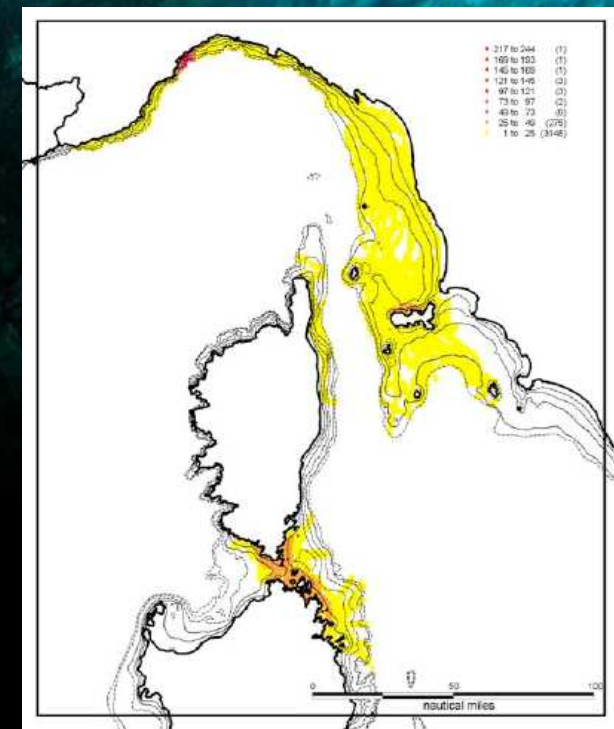 217 to 244 (1)
169 to 193 (1)
145 to 169 (1)
121 to 145 (3)
97 to 121 (3)
73 to 97 (2)
49 to 73 (6)
25 to 49 (275)
1 to 25 (3148)
0 50 100
nautical miles